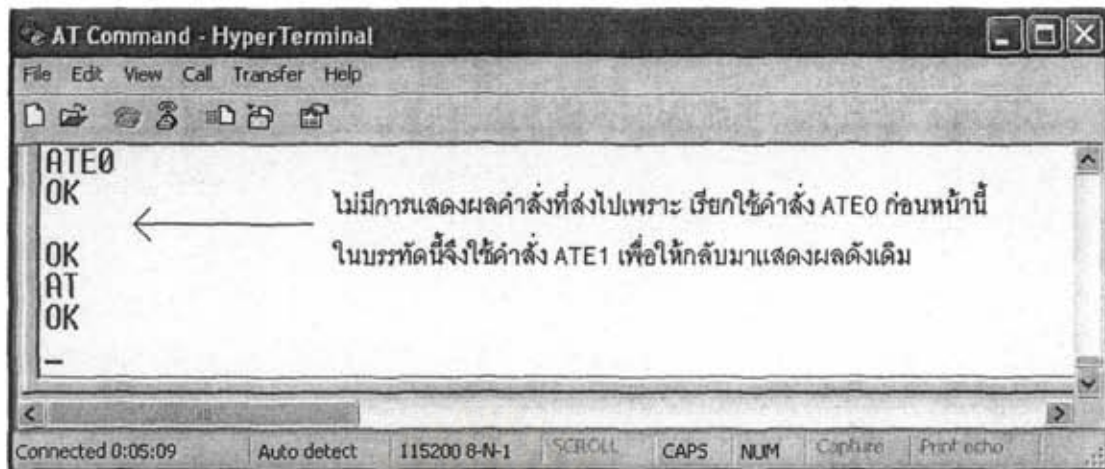 AT Command - HyperTerminal
File Edit View Call Transfer Help
ATE0
OK
ไม่มีการแสดงผลคำสั่งที่ส่งไปเพราะ เรียกใช้คำสั่ง ATE0 ก่อนหน้านี้
OK
ในบรรทัดนี้จึงใช้คำสั่ง ATE1 เพื่อให้กลับมาแสดงผลดังเดิม
AT
OK
Connected 0:05:09 Auto detect 115200 8-N-1 SCROLL CAPS NUM Capture Print echo